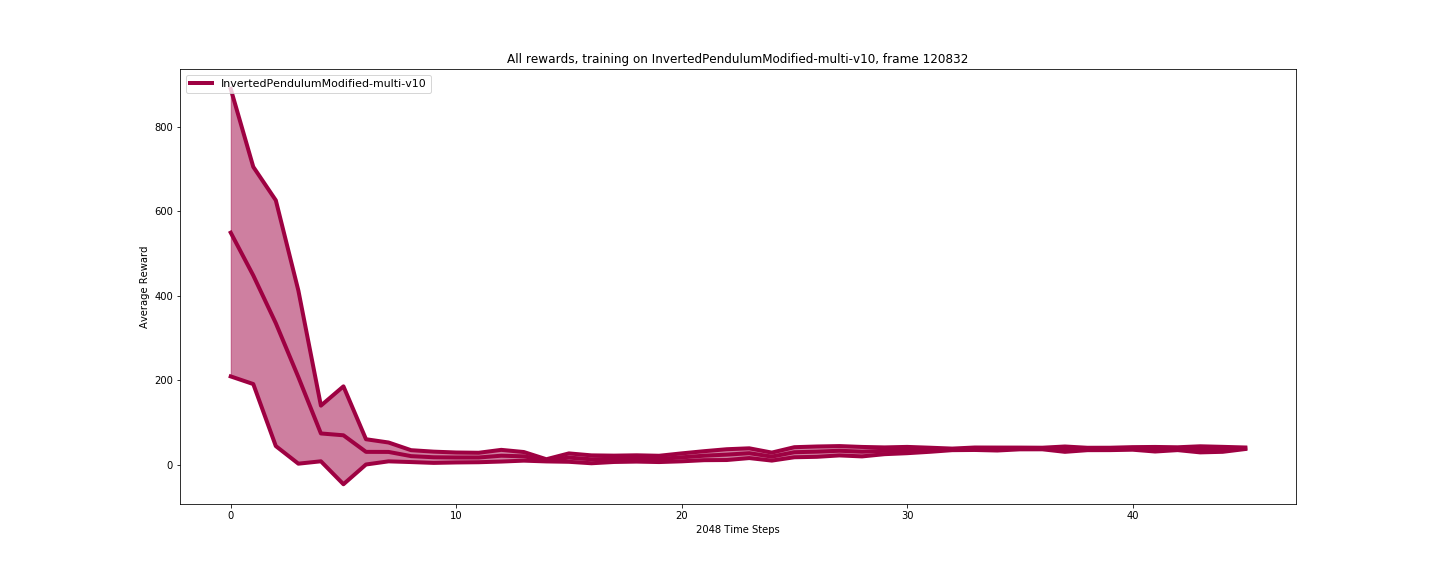 All rewards, training on InvertedPendulumModified-multi-v10, frame 120832
InvertedPendulumModified-multi-v10
800
600
400
200
0
Average Reward
0 10 20 30 40
2048 Time Steps